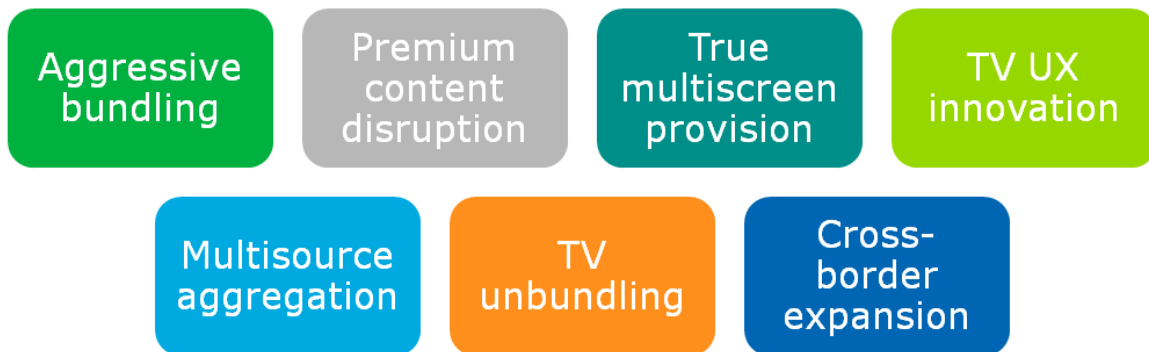 Aggressive
bundling
Premium
content
disruption
True
multiscreen
provision
TV UX
innovation
Multisource
aggregation
TV
unbundling
Cross-
border
expansion